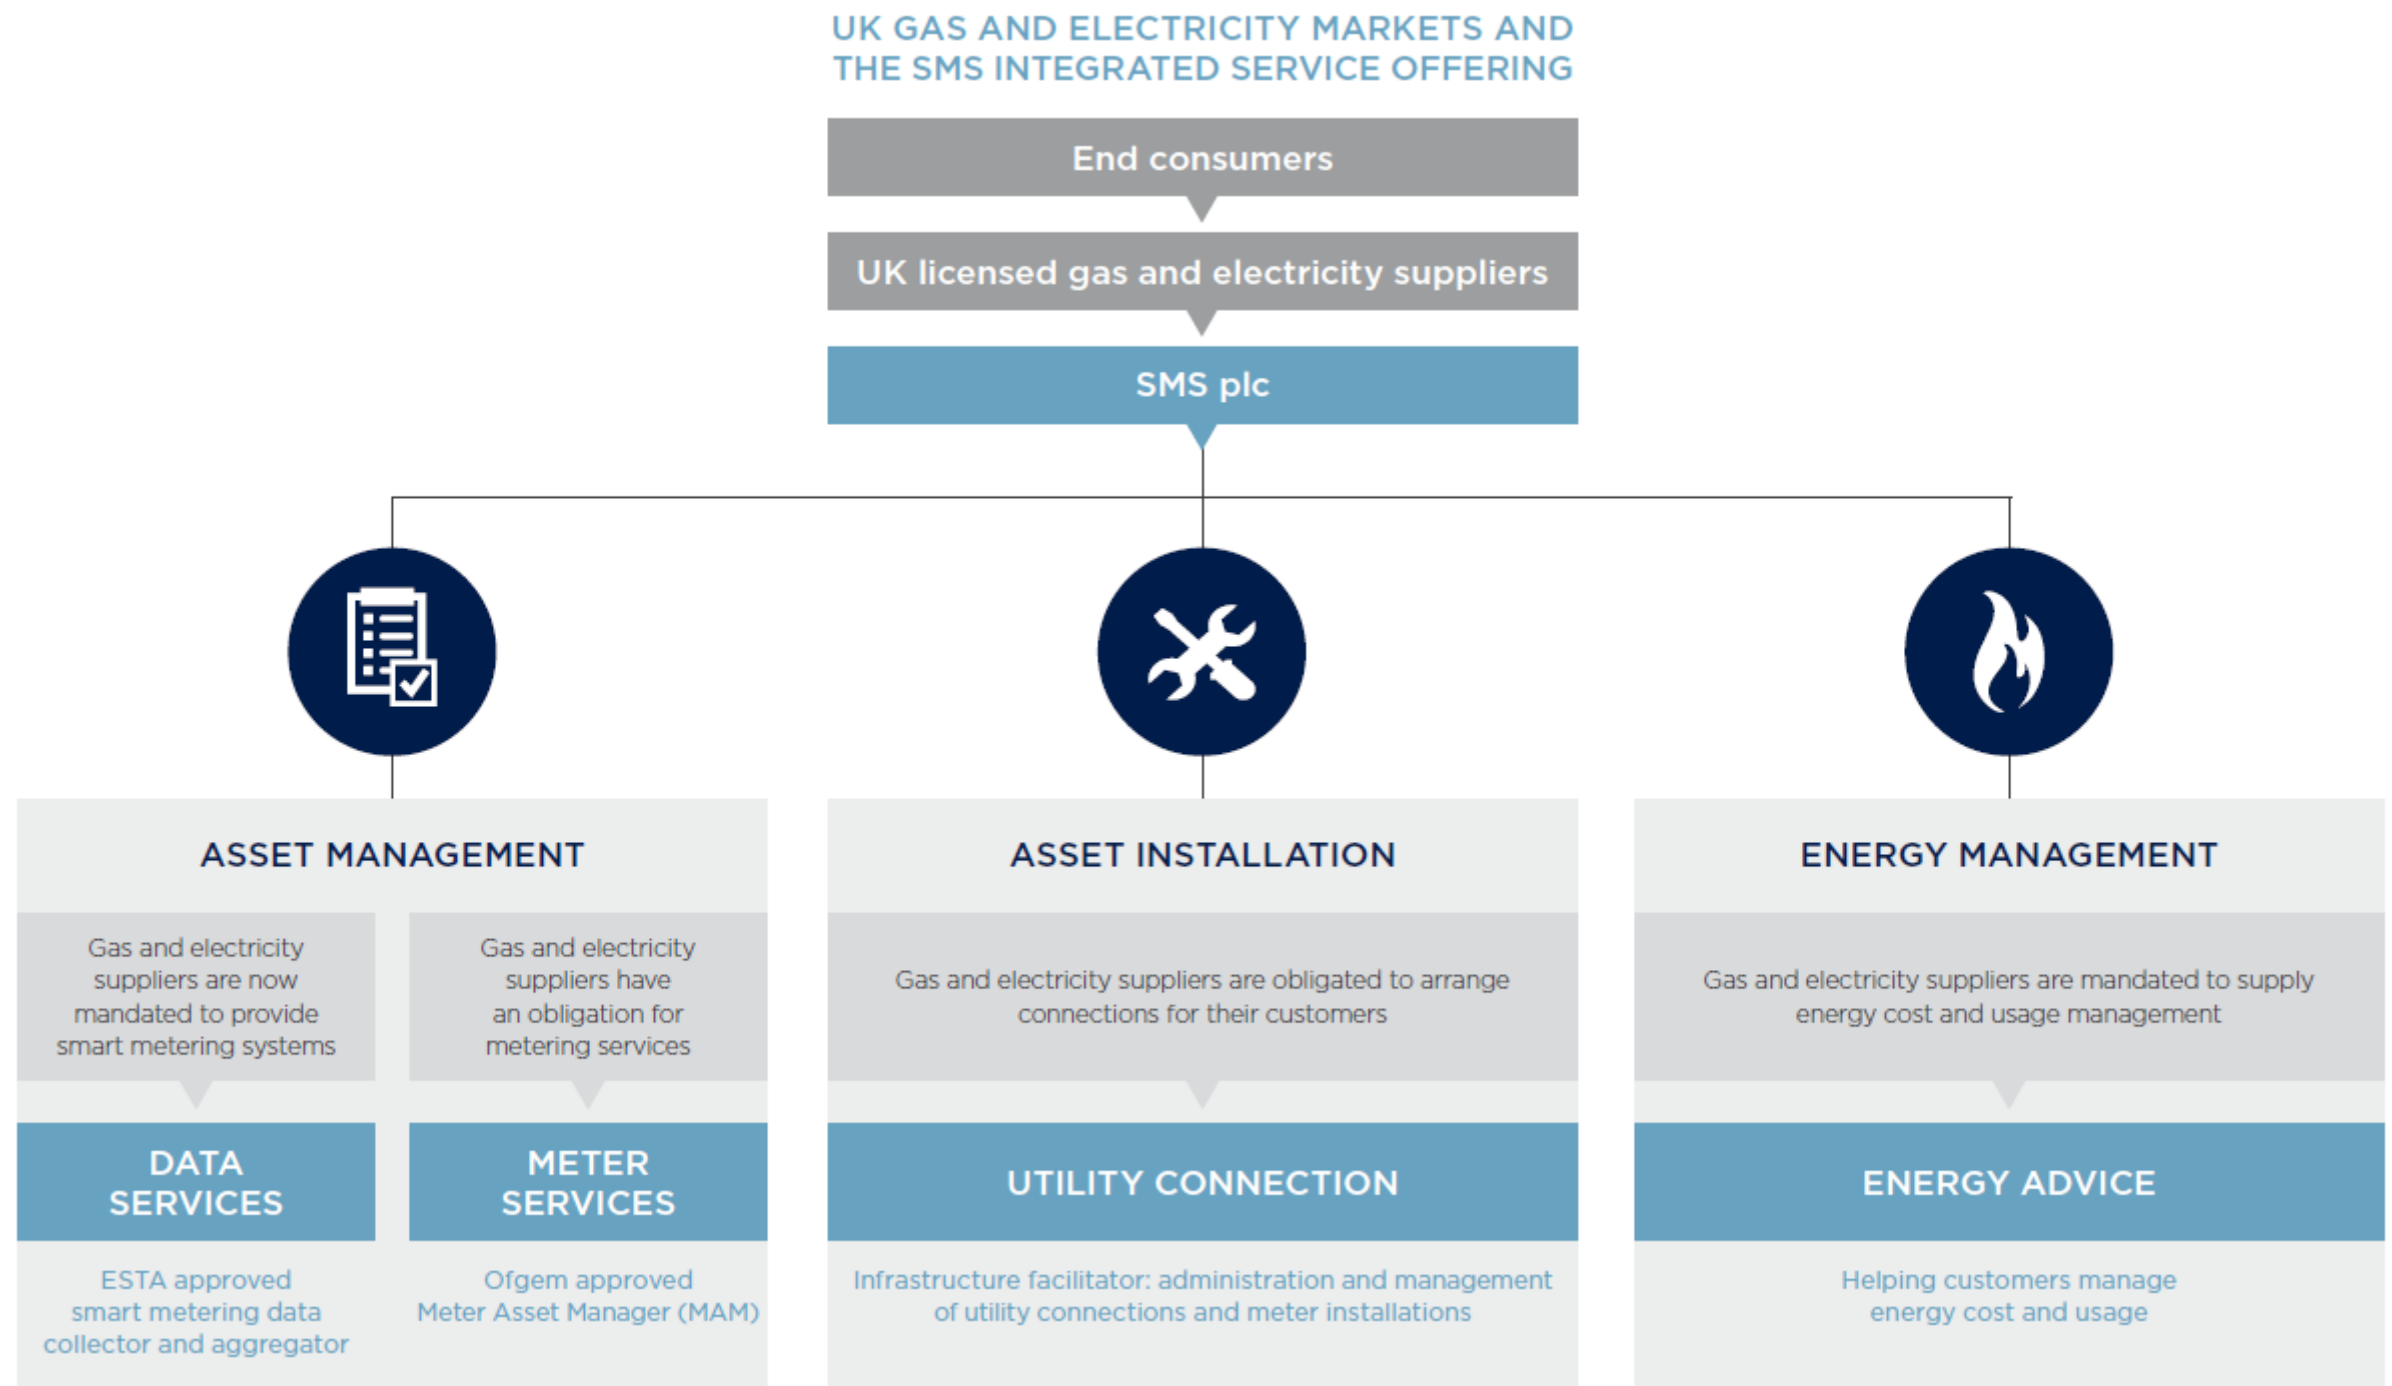 UK GAS AND ELECTRICITY MARKETS AND
THE SMS INTEGRATED SERVICE OFFERING
End consumers
UK licensed gas and electricity suppliers
SMS plc
ASSET MANAGEMENT
Gas and electricity
suppliers are now
mandated to provide
smart metering systems
DATA
SERVICES
ESTA approved
smart metering data
collector and aggregator
Gas and electricity
suppliers have
an obligation for
metering services
METER
SERVICES
Ofgem approved
Meter Asset Manager (MAM)
ASSET INSTALLATION
Gas and electricity suppliers are obligated to arrange
connections for their customers
UTILITY CONNECTION
Infrastructure facilitator: administration and management
of utility connections and meter installations
ENERGY MANAGEMENT
Gas and electricity suppliers are mandated to supply
energy cost and usage management
ENERGY ADVICE
Helping customers manage
energy cost and usage